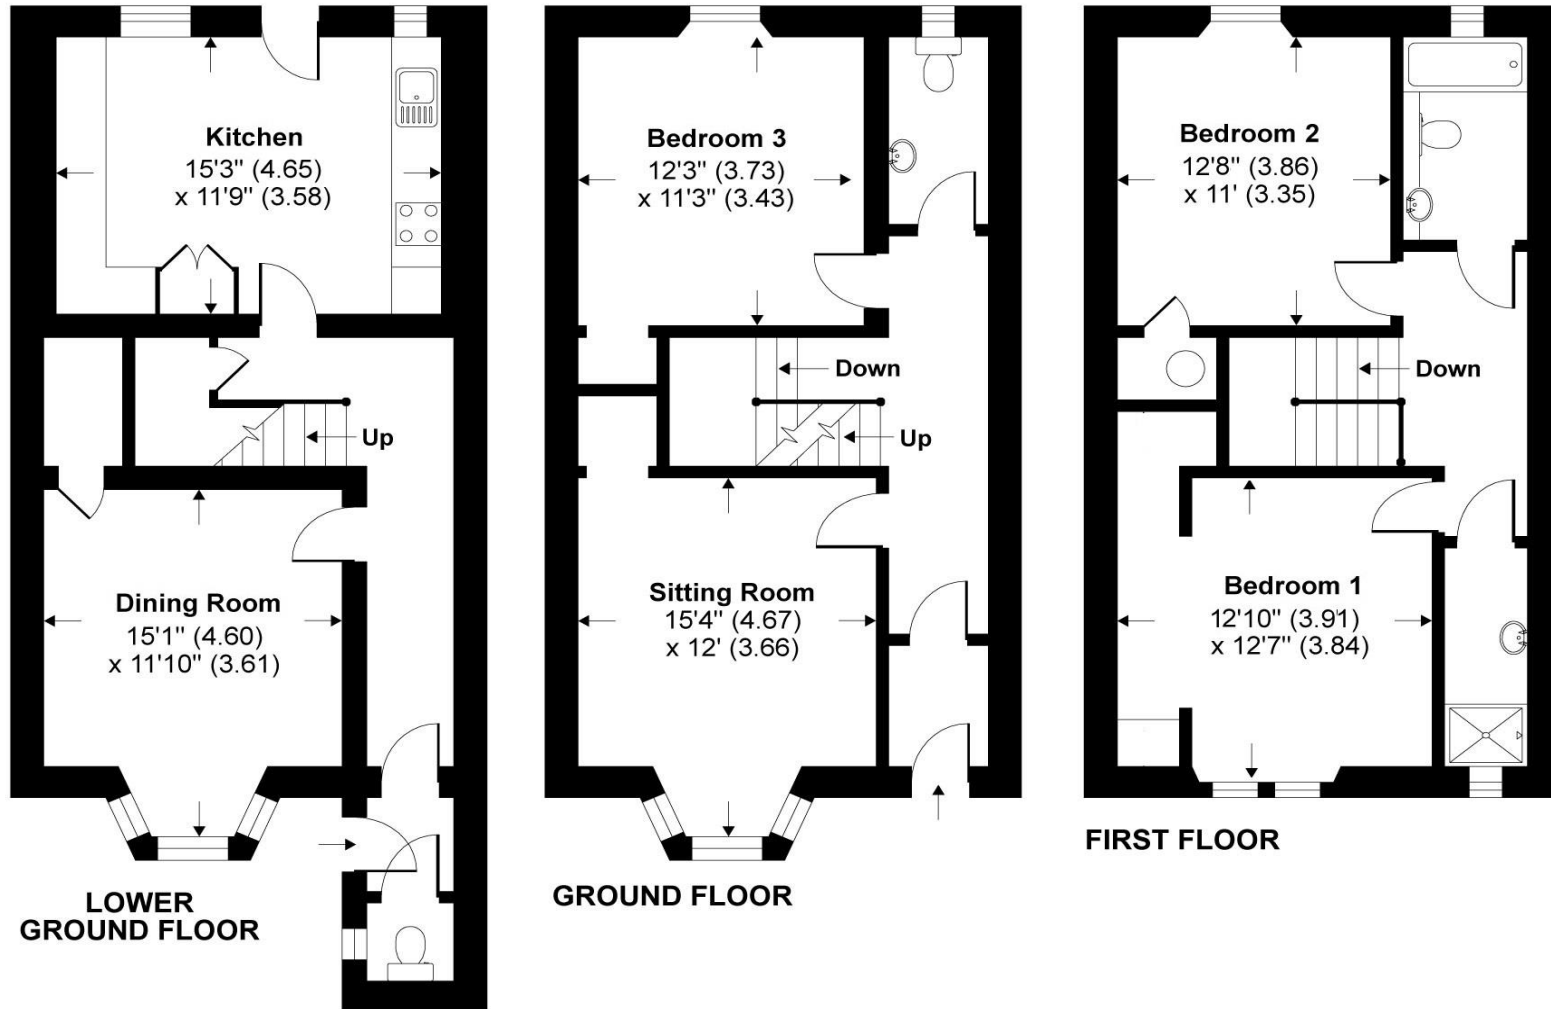 Kitchen
15'3" (4.65)
x 11'9" (3.58)
Up
Dining Room
15'1" (4.60)
x 11'10" (3.61)
LOWER
GROUND FLOOR
Bedroom 3
12'3" (3.73)
x 11'3" (3.43)
Down
Up
Sitting Room
15'4" (4.67)
x 12' (3.66)
GROUND FLOOR
Bedroom 2
12'8" (3.86)
x 11' (3.35)
Down
Bedroom 1
12'10" (3.91)
x 12'7" (3.84)
FIRST FLOOR